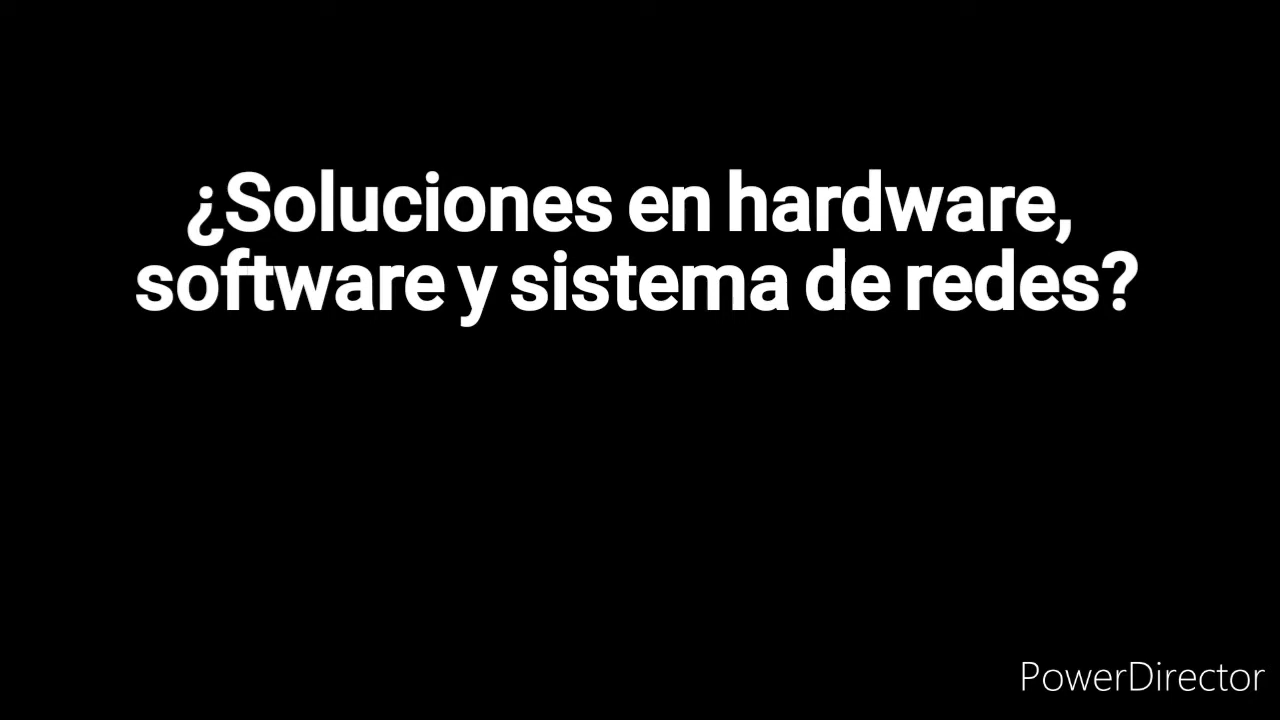 ¿Soluciones en hardware,
software y sistema de redes?
PowerDirector